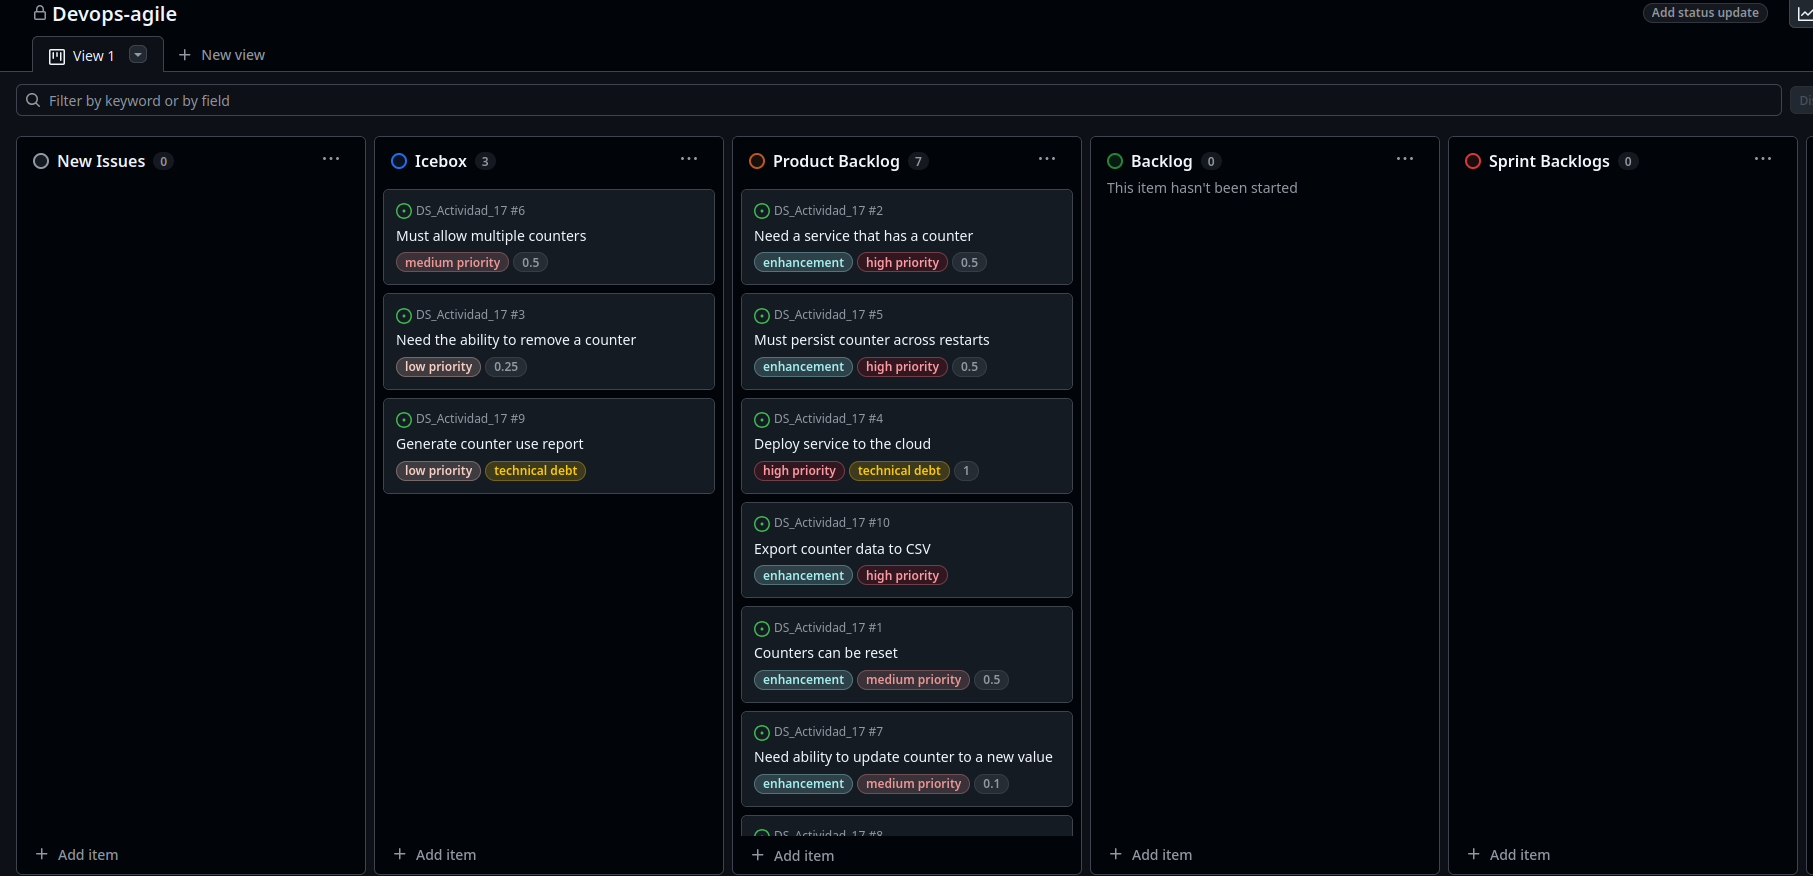 Devops-agile
Add status update
View 1
New view
Filter by keyword or by field
New Issues 0
Add item
Icebox 3
DS_Actividad_17 #6
Must allow multiple counters
medium priority 0.5
DS_Actividad_17 #3
Need the ability to remove a counter
low priority 0.25
DS_Actividad_17 #9
Generate counter use report
low priority technical debt
Add item
Product Backlog 7
DS_Actividad_17 #2
Need a service that has a counter
enhancement high priority 0.5
DS_Actividad_17 #5
Must persist counter across restarts
enhancement high priority 0.5
DS_Actividad_17 #4
Deploy service to the cloud
high priority technical debt 1
DS_Actividad_17 #10
Export counter data to CSV
enhancement high priority
DS_Actividad_17 #1
Counters can be reset
enhancement medium priority 0.5
DS_Actividad_17 #7
Need ability to update counter to a new value
enhancement medium priority 0.1
DS_Actividad_17 #8
Add item
Backlog 0
This item hasn't been started
Add item
Sprint Backlogs 0
Add item